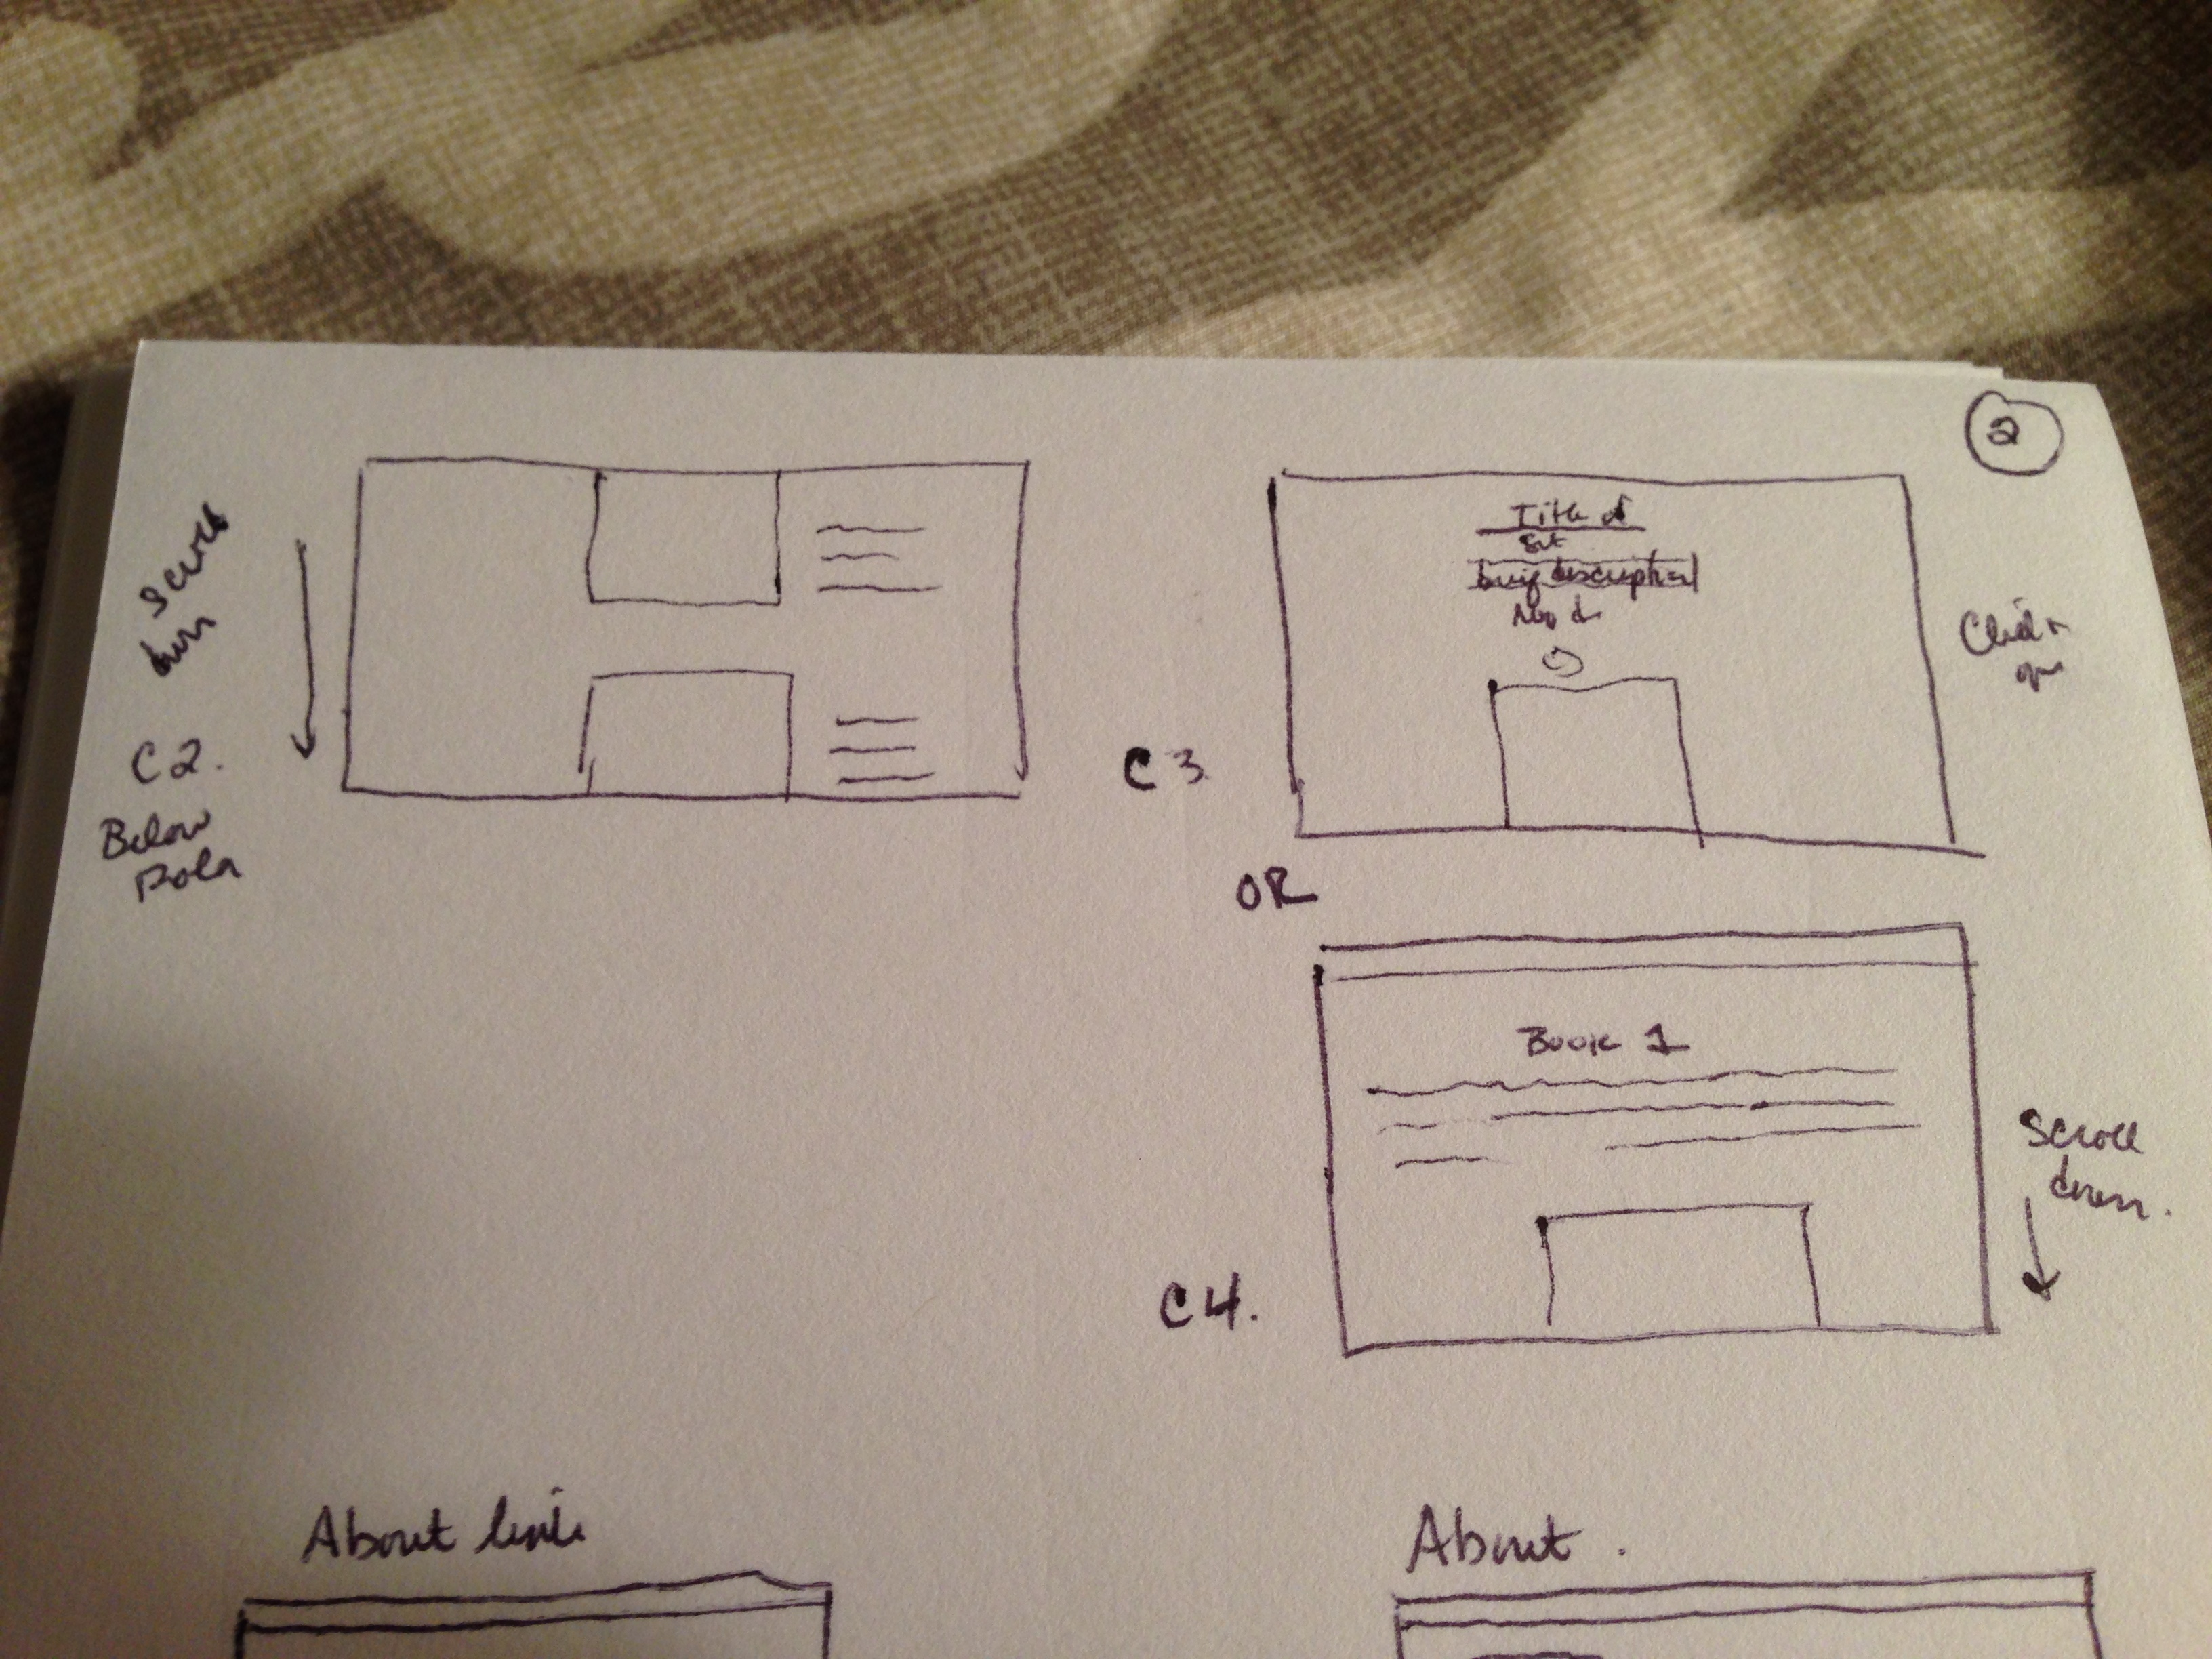 2
Scroll
down
C2.
Below
Title of
Set
brief description
No, of
Click
on
C3
OR
Book 1
Scroll
down.
C4.
About link
About.